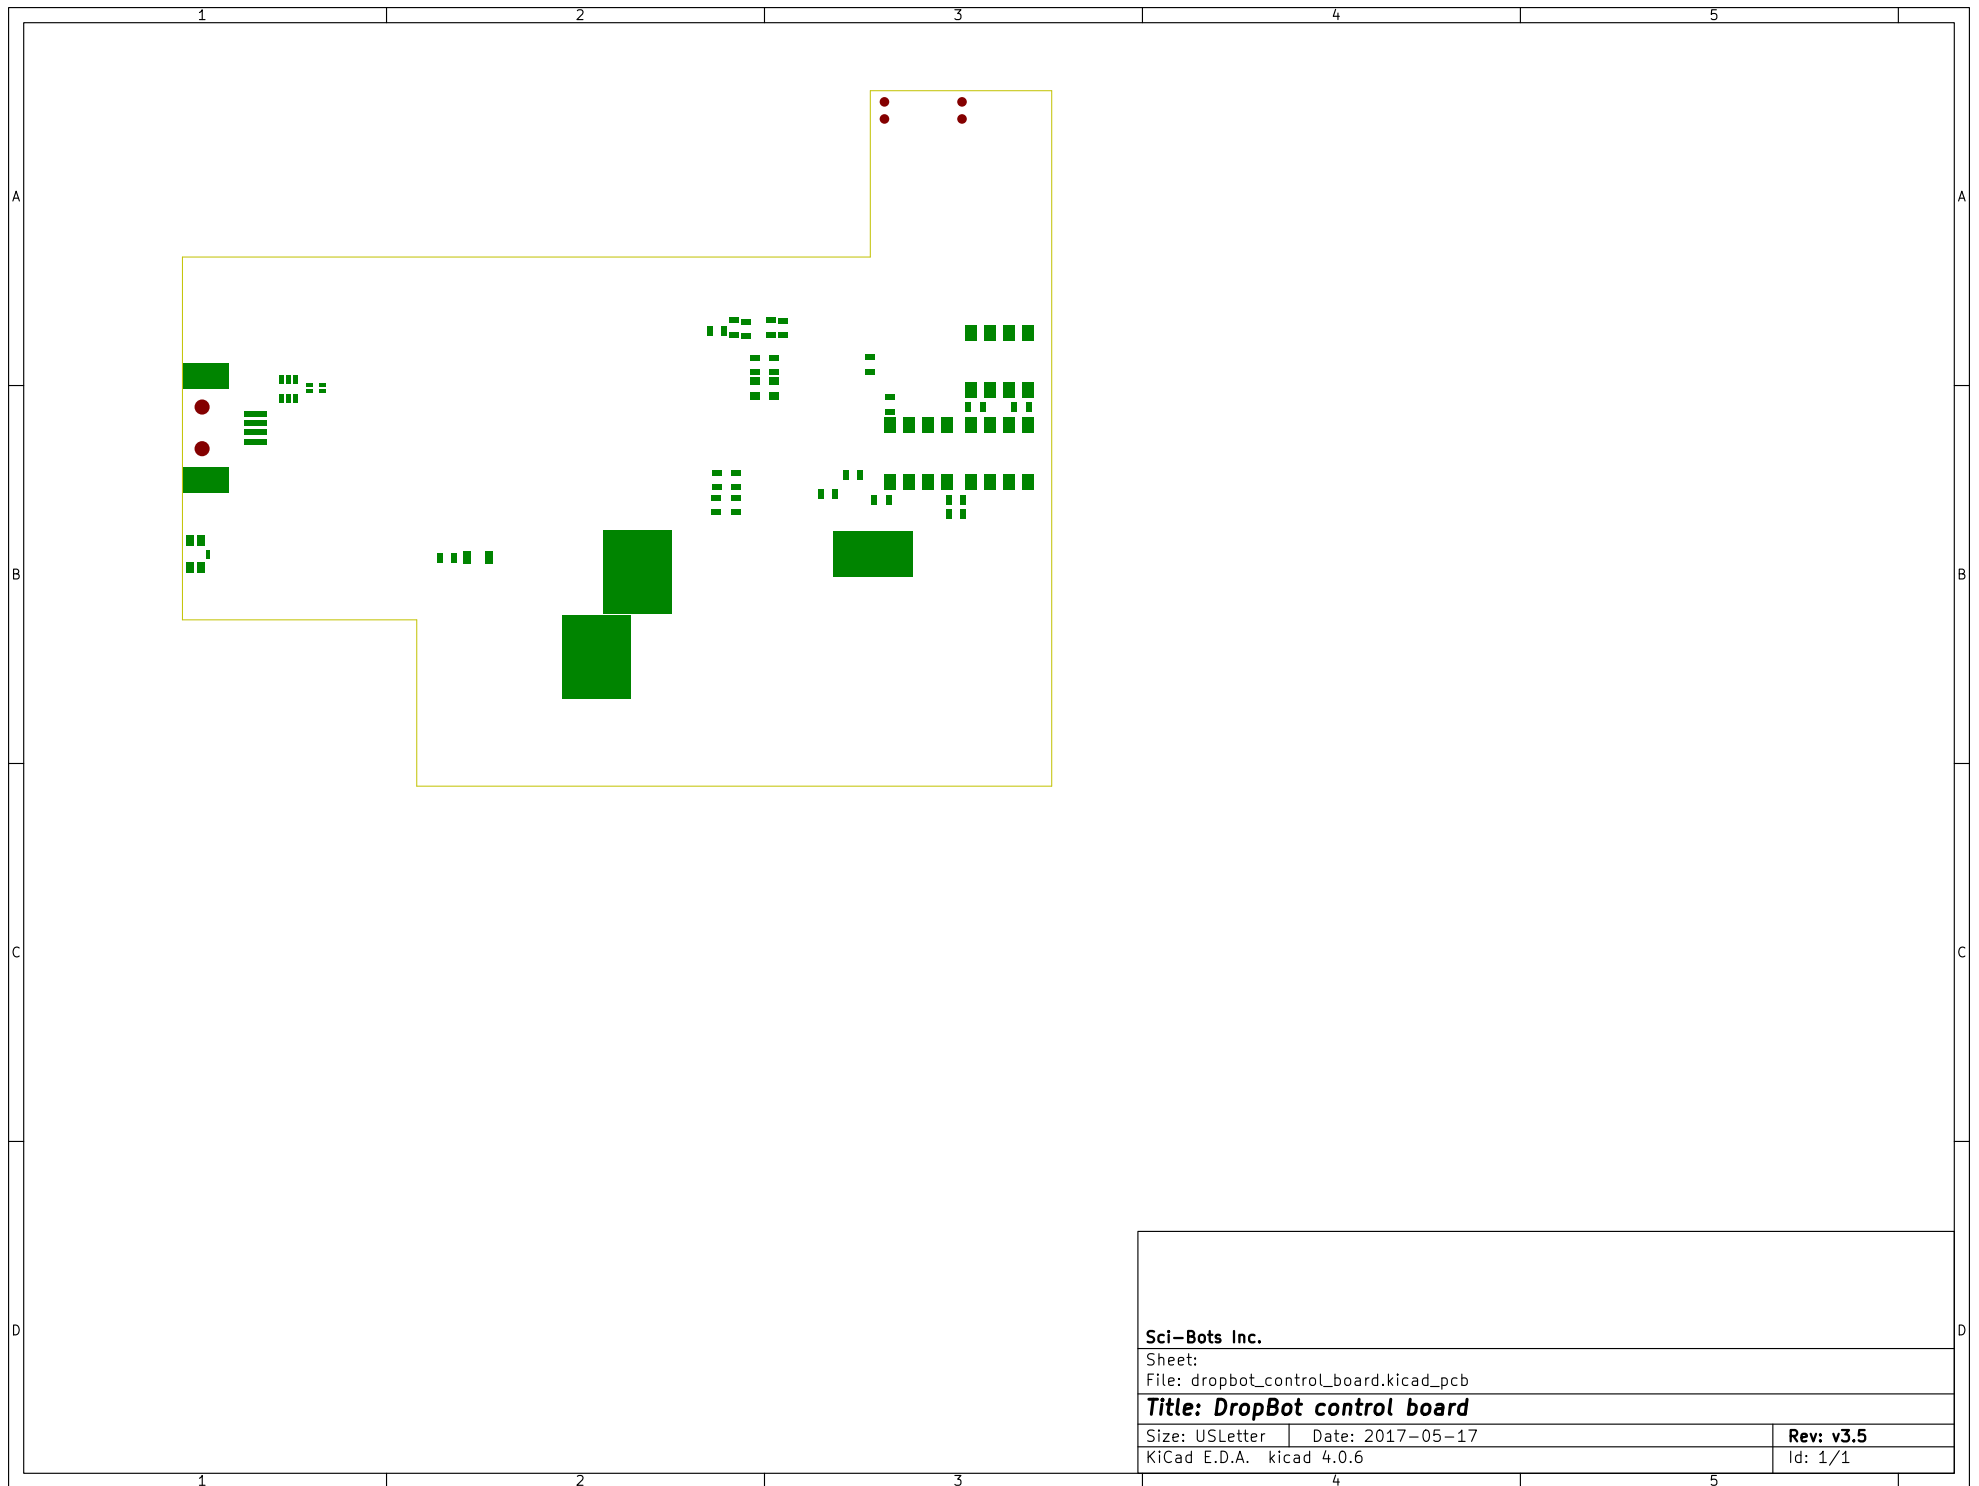 1 2 3 4 5
A A
B B
C C
D D
Sci-Bots Inc.
Sheet:
File: dropbot_control_board.kicad_pcb
Title: DropBot control board
Size: USLetter Date: 2017-05-17 Rev: v3.5
KiCad E.D.A. kicad 4.0.6 Id: 1/1
1 2 3 4 5